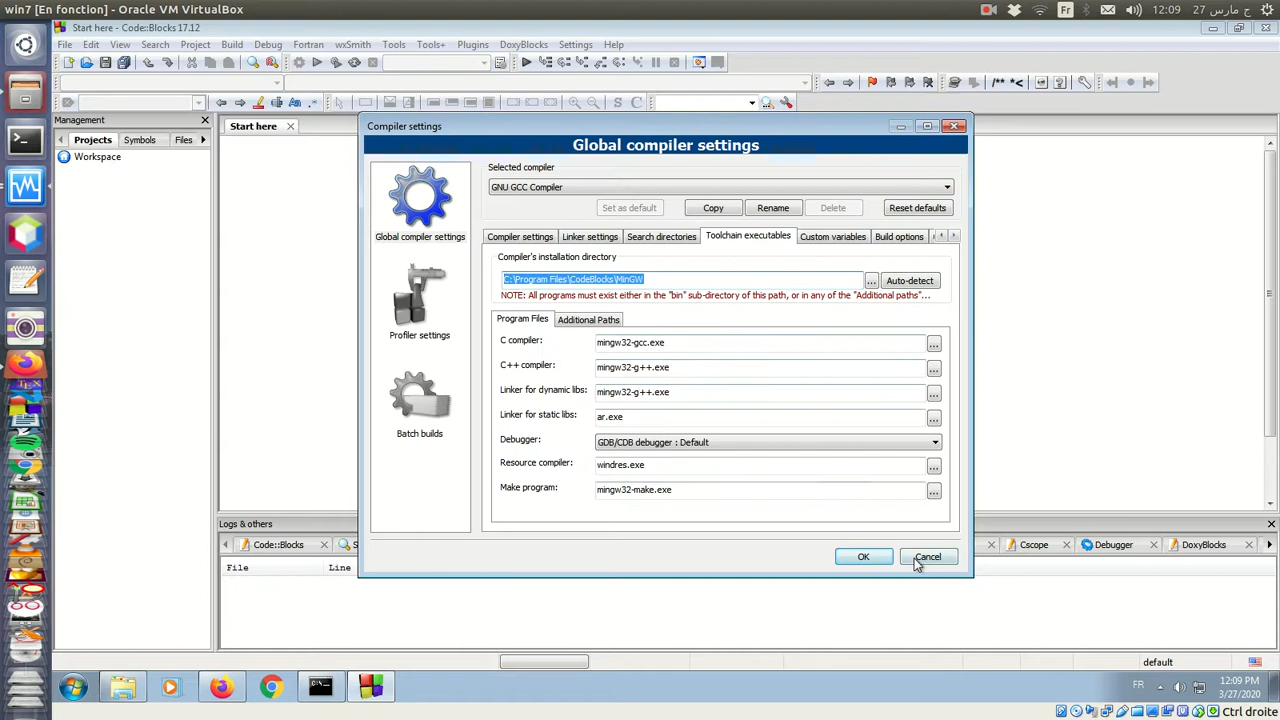 win7 [En fonction] - Oracle VM VirtualBox
Fr
12:09
ج مارس 27
Start here - Code::Blocks 17.12
File Edit View Search Project Build Debug Fortran wxSmith Tools Tools+ Plugins DoxyBlocks Settings Help
Management
Projects Symbols Files
Workspace
Start here
Compiler settings
Global compiler settings
Global compiler settings
Profiler settings
Batch builds
Selected compiler
GNU GCC Compiler
Set as default Copy Rename Delete Reset defaults
Compiler settings Linker settings Search directories Toolchain executables Custom variables Build options
Compiler's installation directory
C:\Program Files\CodeBlocks\MinGW ... Auto-detect
NOTE: All programs must exist either in the "bin" sub-directory of this path, or in any of the "Additional paths"...
Program Files Additional Paths
C compiler: mingw32-gcc.exe ...
C++ compiler: mingw32-g++.exe ...
Linker for dynamic libs: mingw32-g++.exe ...
Linker for static libs: ar.exe ...
Debugger: GDB/CDB debugger : Default
Resource compiler: windres.exe ...
Make program: mingw32-make.exe ...
OK Cancel
Logs & others
Code::Blocks S Cscope Debugger DoxyBlocks
File Line
default
FR 12:09 PM
3/27/2020
Ctrl droite